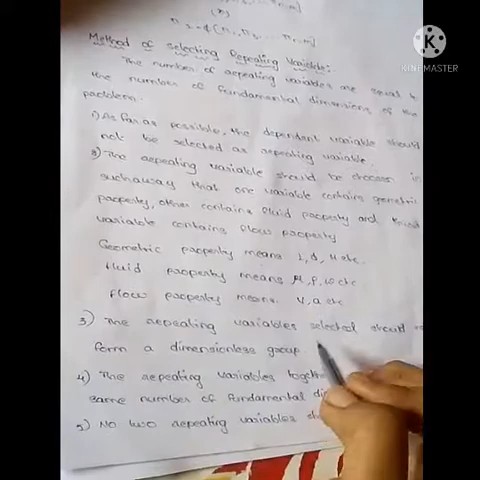 Method of selecting Repeating Variable:
The number of repeating variables are equal to
the number of fundamental dimensions of the
problem.
1) As far as possible, the dependent variable should
not be selected as repeating variable.
2) The repeating variable should be choosen in
such a way that one variable contains geometric
property, other contains fluid property and third
variable contains flow property
Geometric property means l, d, H etc.
Fluid property means μ, ρ, ω etc
Flow property means V, a etc
3) The repeating variables selected should
form a dimensionless group
4) The repeating variables
same number of fundamental
5) No two repeating variables
KINEMASTER